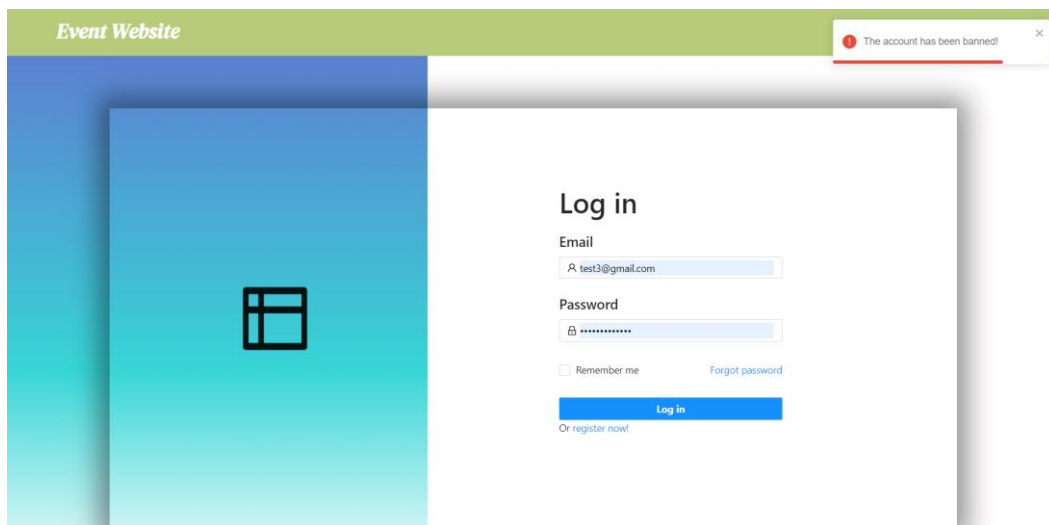 Event Website
The account has been banned!
Log in
Email
test3@gmail.com
Password
•••••••••••••
Remember me
Forgot password
Log in
Or register now!